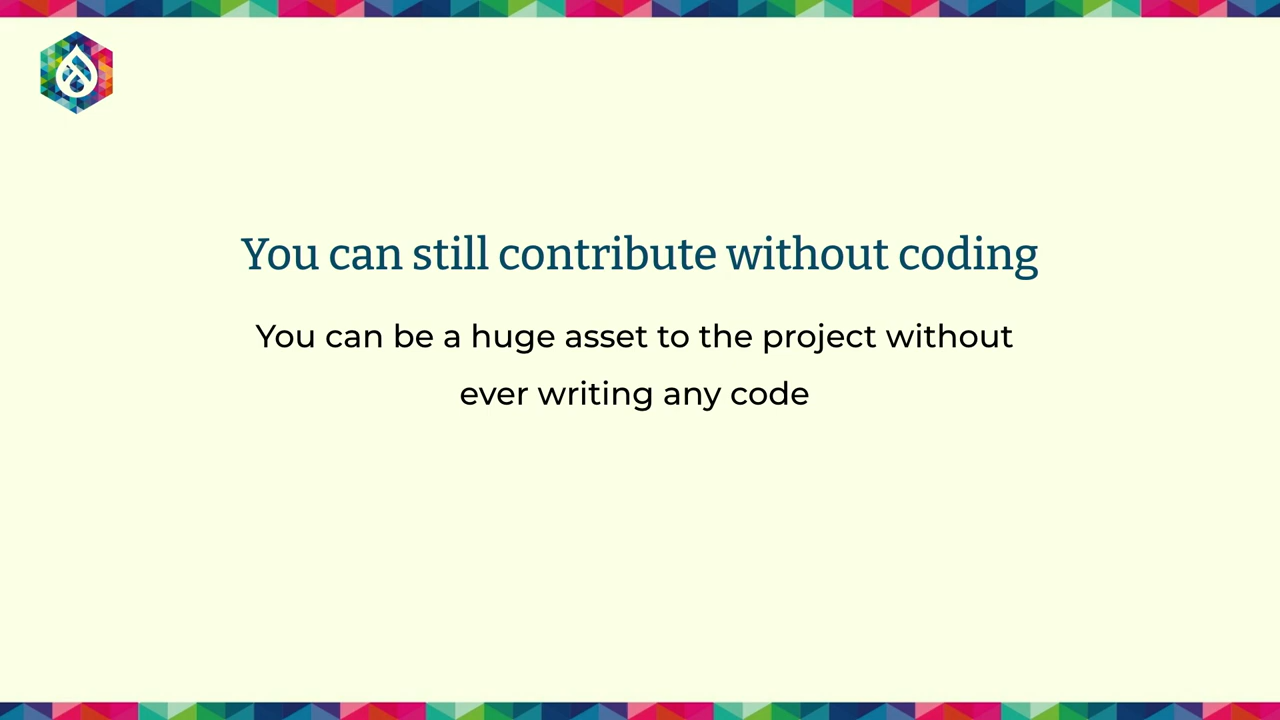 You can still contribute without coding
You can be a huge asset to the project without
ever writing any code